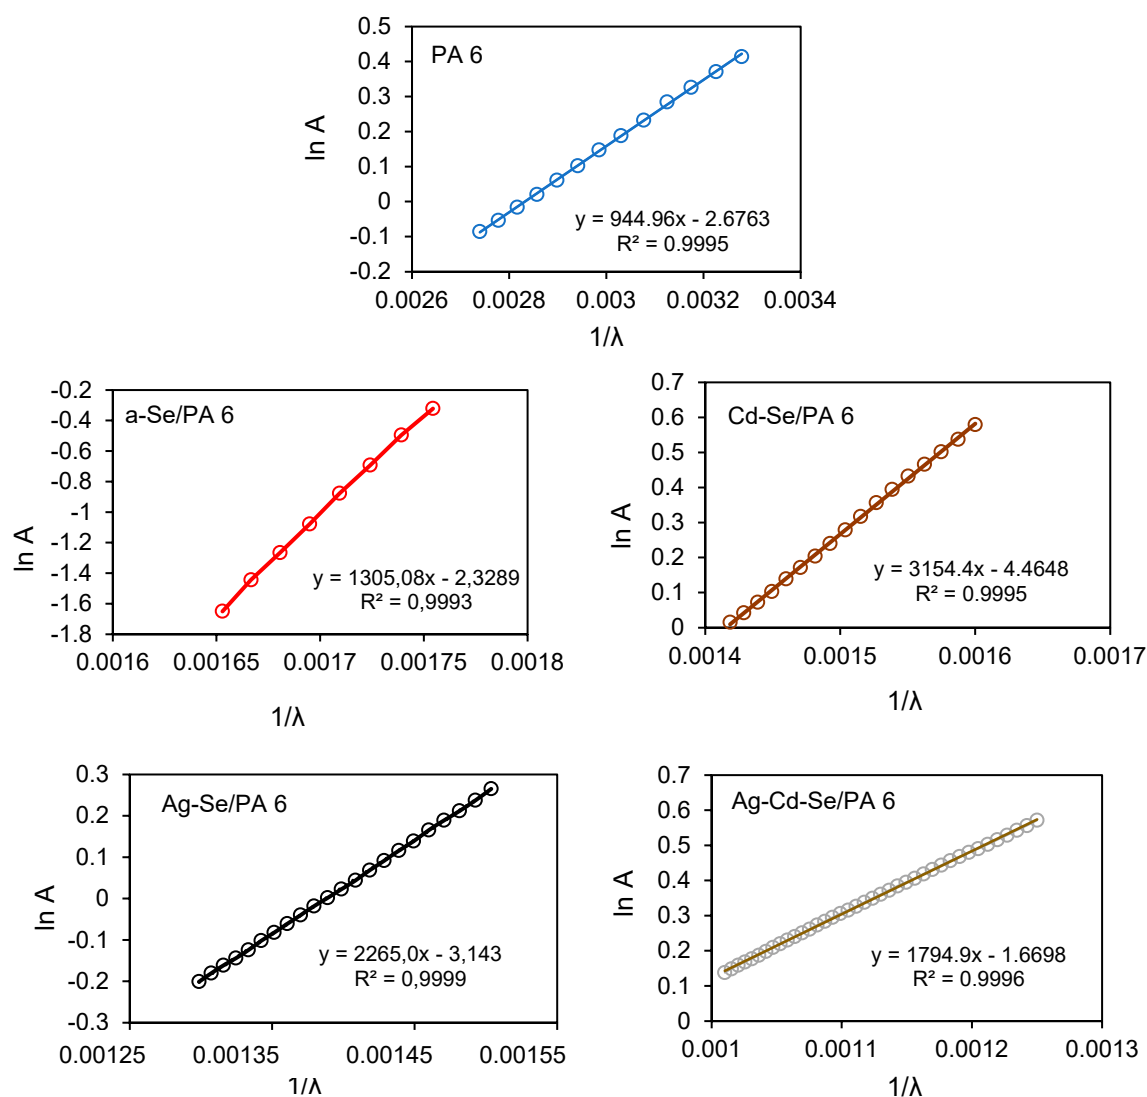 PA 6
ln A
0.5
0.4
0.3
0.2
0.1
0
-0.1
-0.2
y = 944.96x - 2.6763
R² = 0.9995
0.0026 0.0028 0.003 0.0032 0.0034
1/λ
a-Se/PA 6
ln A
-0.2
-0.4
-0.6
-0.8
-1
-1.2
-1.4
-1.6
-1.8
y = 1305,08x - 2,3289
R² = 0,9993
0.0016 0.00165 0.0017 0.00175 0.0018
1/λ
Cd-Se/PA 6
ln A
0.7
0.6
0.5
0.4
0.3
0.2
0.1
0
y = 3154.4x - 4.4648
R² = 0.9995
0.0014 0.0015 0.0016 0.0017
1/λ
Ag-Se/PA 6
ln A
0.3
0.2
0.1
0
-0.1
-0.2
-0.3
y = 2265,0x - 3,143
R² = 0,9999
0.00125 0.00135 0.00145 0.00155
1/λ
Ag-Cd-Se/PA 6
ln A
0.7
0.6
0.5
0.4
0.3
0.2
0.1
0
y = 1794.9x - 1.6698
R² = 0.9996
0.001 0.0011 0.0012 0.0013
1/λ